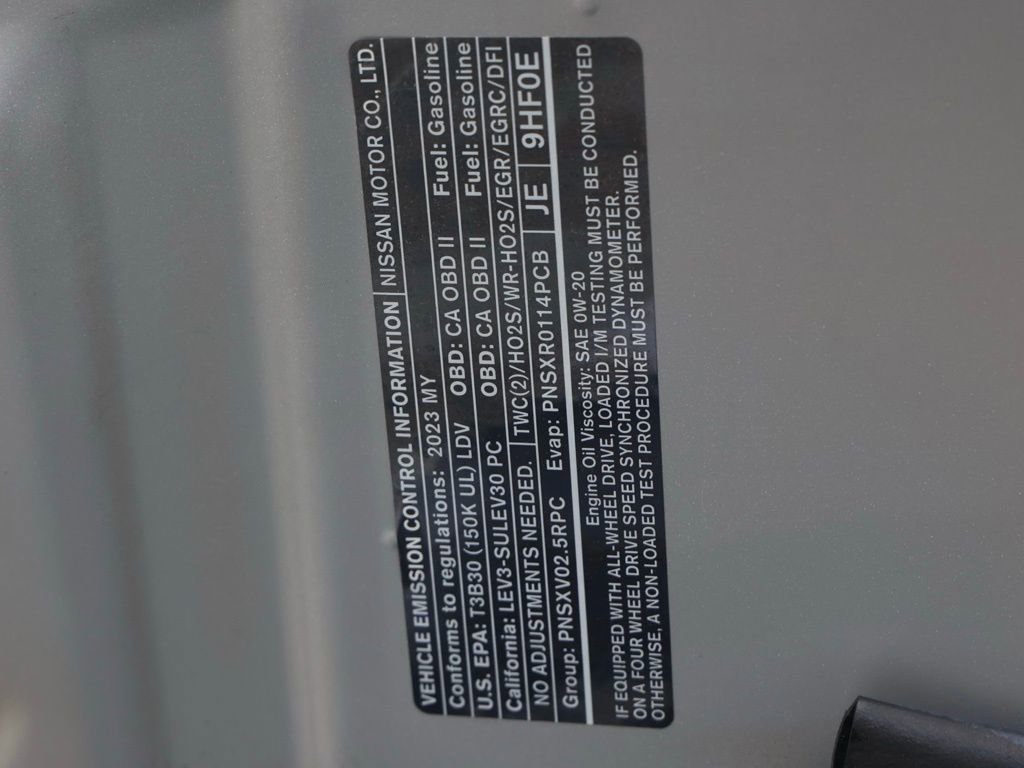 VEHICLE EMISSION CONTROL INFORMATION NISSAN MOTOR CO., LTD.
Conforms to regulations: 2023 MY
U.S. EPA: T3B30 (150K UL) LDV OBD: CA OBD II Fuel: Gasoline
California: LEV3-SULEV30 PC OBD: CA OBD II Fuel: Gasoline
NO ADJUSTMENTS NEEDED. TWC(2)/HO2S/WR-HO2S/EGR/EGRC/DFI
Group: PNSXV02.5RPC Evap: PNSXR0114PCB JE 9HF0E
Engine Oil Viscosity: SAE 0W-20
IF EQUIPPED WITH ALL-WHEEL DRIVE, LOADED I/M TESTING MUST BE CONDUCTED
ON A FOUR WHEEL DRIVE SPEED SYNCHRONIZED DYNAMOMETER.
OTHERWISE, A NON-LOADED TEST PROCEDURE MUST BE PERFORMED.